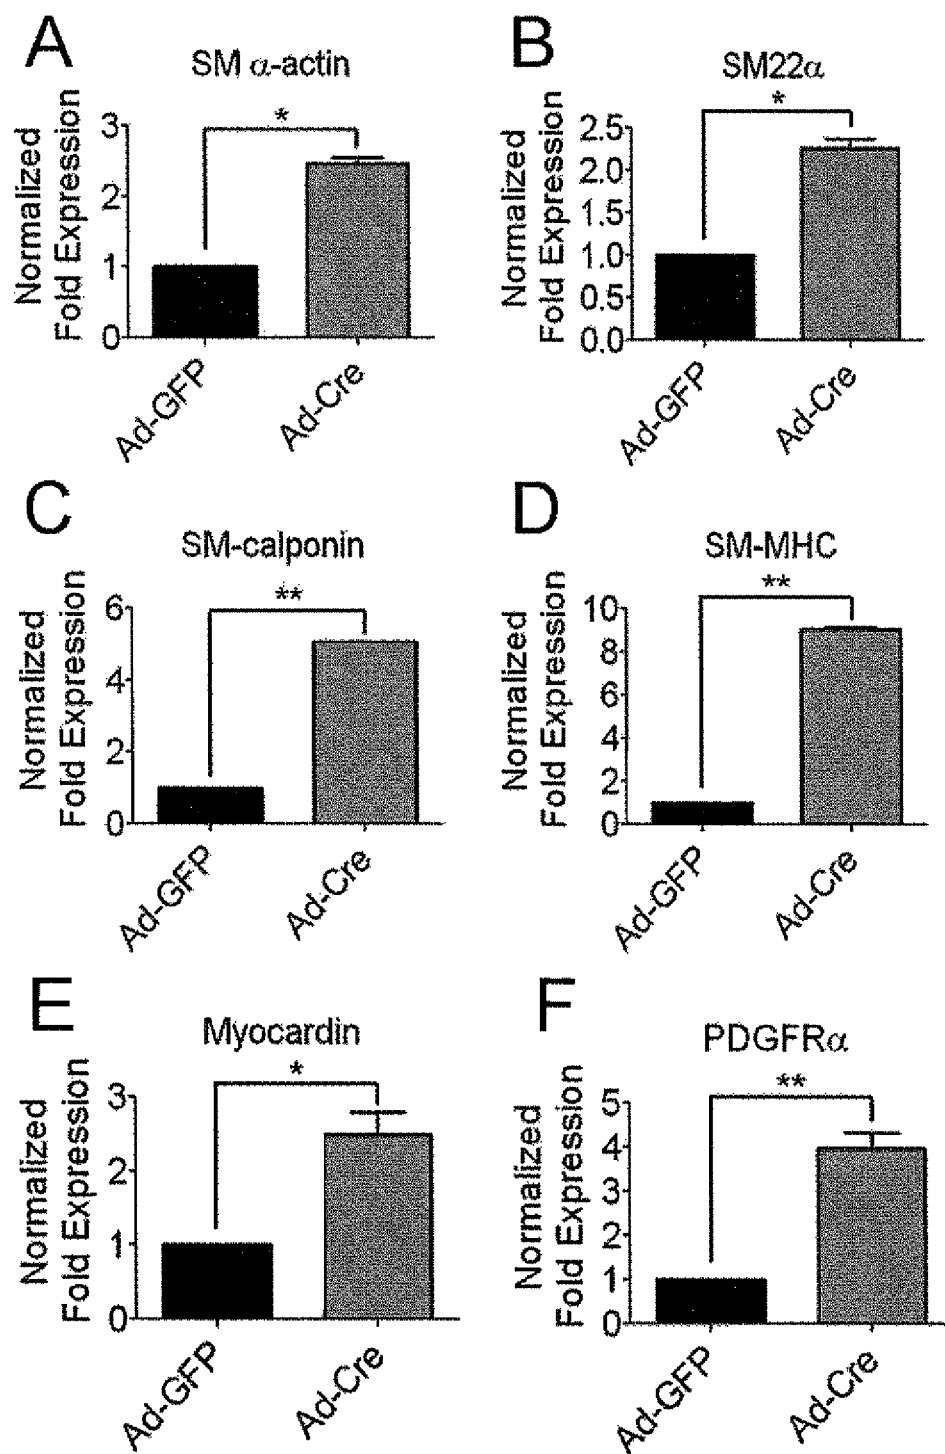 A
SM α-actin
*
Normalized
Fold Expression
3
2
1
0
Ad-GFP
Ad-Cre
B
SM22α
*
Normalized
Fold Expression
2.5
2.0
1.5
1.0
0.5
0.0
Ad-GFP
Ad-Cre
C
SM-calponin
**
Normalized
Fold Expression
6
4
2
0
Ad-GFP
Ad-Cre
D
SM-MHC
**
Normalized
Fold Expression
10
8
6
4
2
0
Ad-GFP
Ad-Cre
E
Myocardin
*
Normalized
Fold Expression
3
2
1
0
Ad-GFP
Ad-Cre
F
PDGFRα
**
Normalized
Fold Expression
5
4
3
2
1
0
Ad-GFP
Ad-Cre